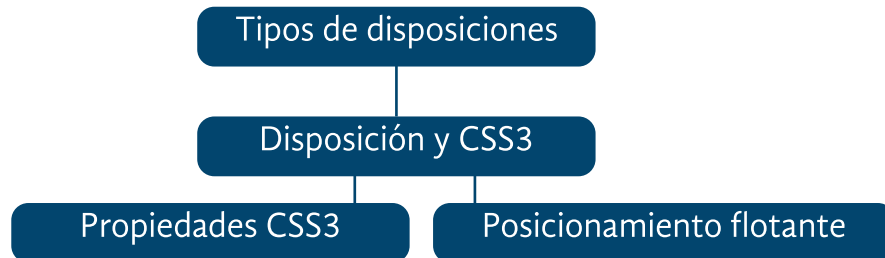 Tipos de disposiciones
Disposición y CSS3
Propiedades CSS3
Posicionamiento flotante